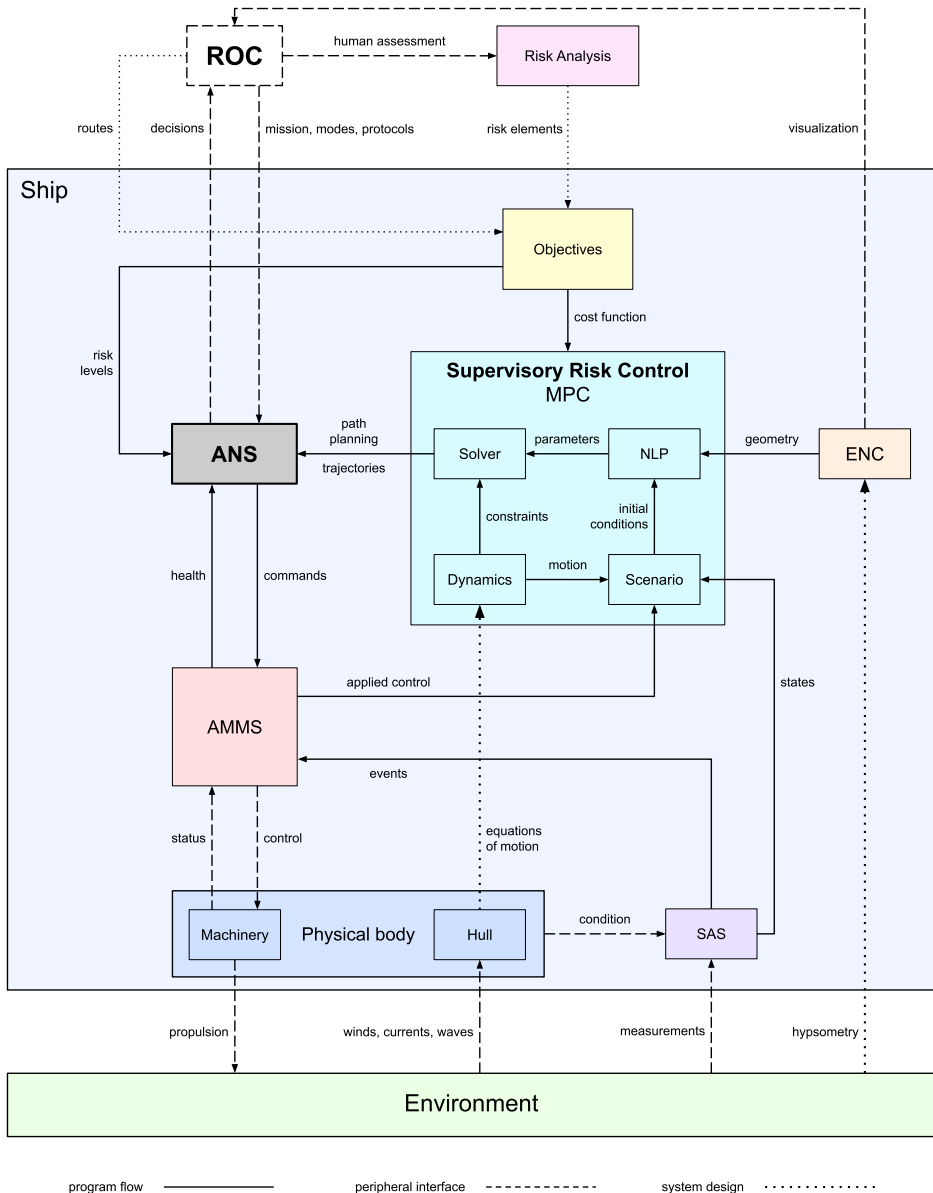 ROC
human assessment
Risk Analysis
routes
decisions
mission, modes, protocols
risk elements
visualization
Ship
Objectives
cost function
risk
levels
Supervisory Risk Control
MPC
ANS
path
planning
trajectories
Solver
parameters
NLP
geometry
ENC
constraints
initial
conditions
health
commands
Dynamics
motion
Scenario
applied control
states
AMMS
events
status
control
equations
of motion
Machinery
Physical body
Hull
condition
SAS
propulsion
winds, currents, waves
measurements
hypsometry
Environment
program flow
peripheral interface
system design